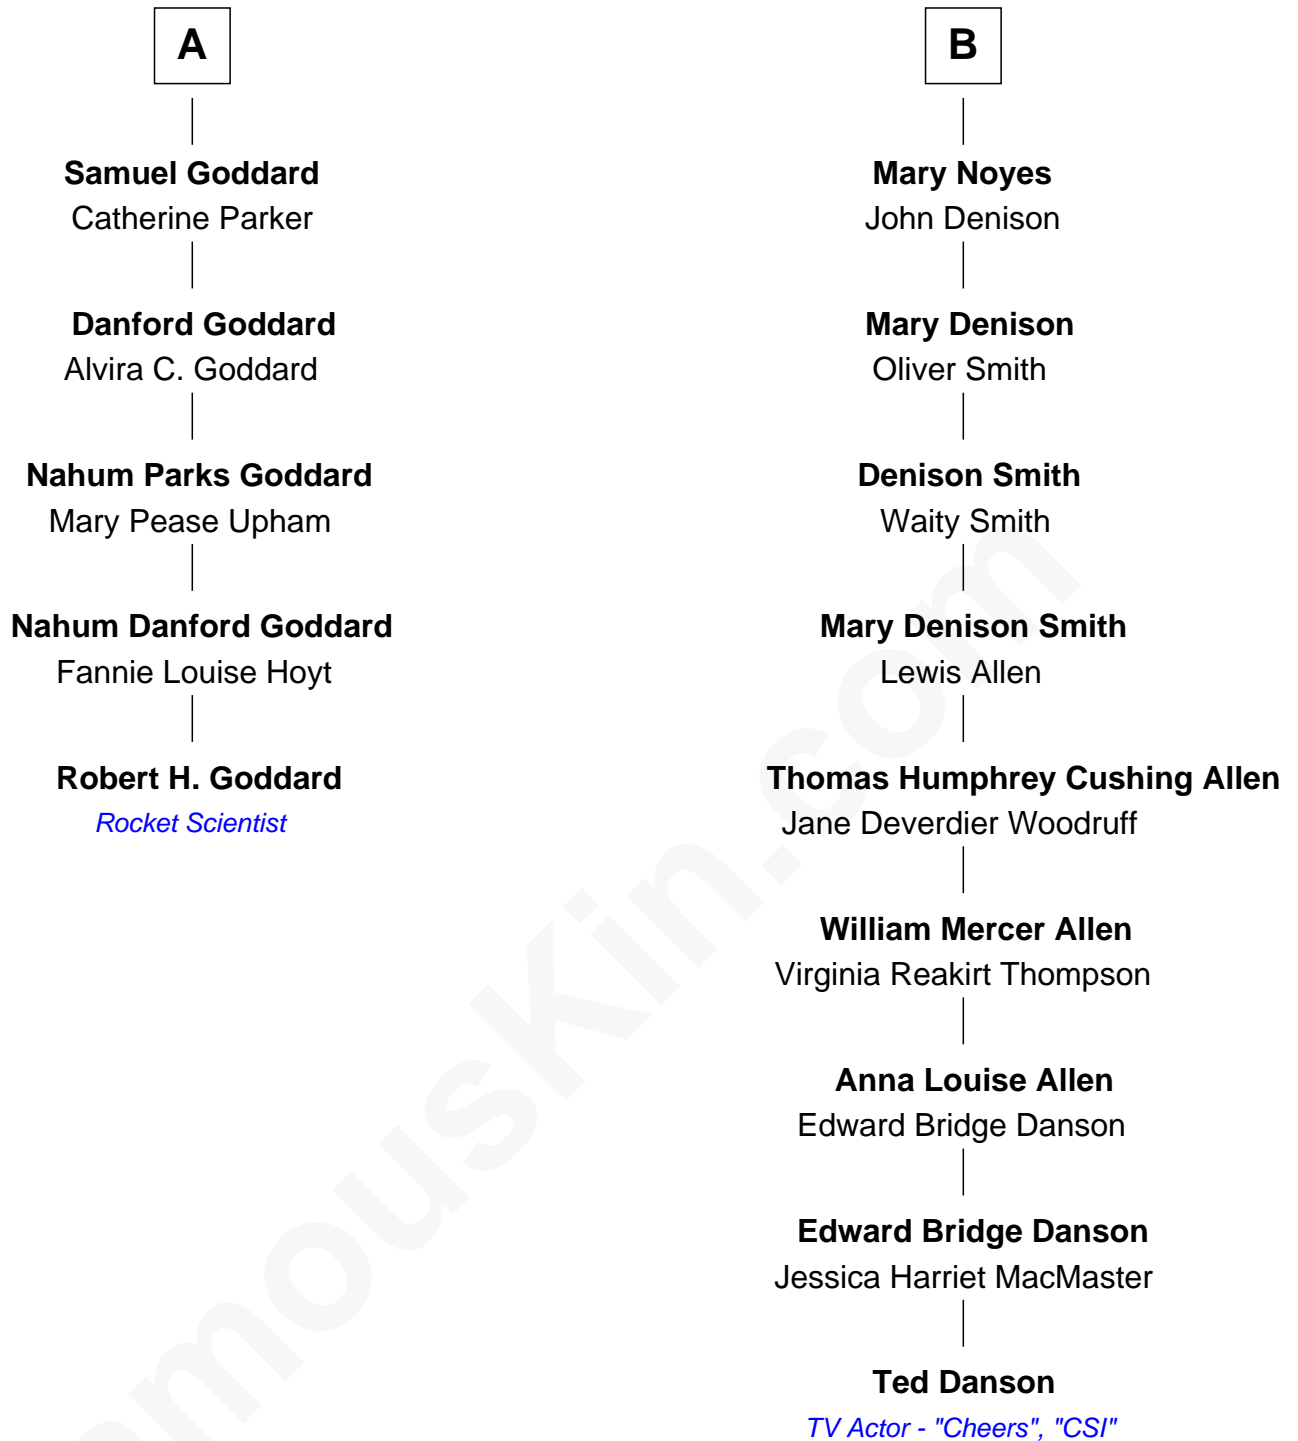 A
Samuel Goddard
Catherine Parker
Danford Goddard
Alvira C. Goddard
Nahum Parks Goddard
Mary Pease Upham
Nahum Danford Goddard
Fannie Louise Hoyt
Robert H. Goddard
Rocket Scientist
B
Mary Noyes
John Denison
Mary Denison
Oliver Smith
Denison Smith
Waity Smith
Mary Denison Smith
Lewis Allen
Thomas Humphrey Cushing Allen
Jane Deverdier Woodruff
William Mercer Allen
Virginia Reakirt Thompson
Anna Louise Allen
Edward Bridge Danson
Edward Bridge Danson
Jessica Harriet MacMaster
Ted Danson
TV Actor - "Cheers", "CSI"
amousKin.com